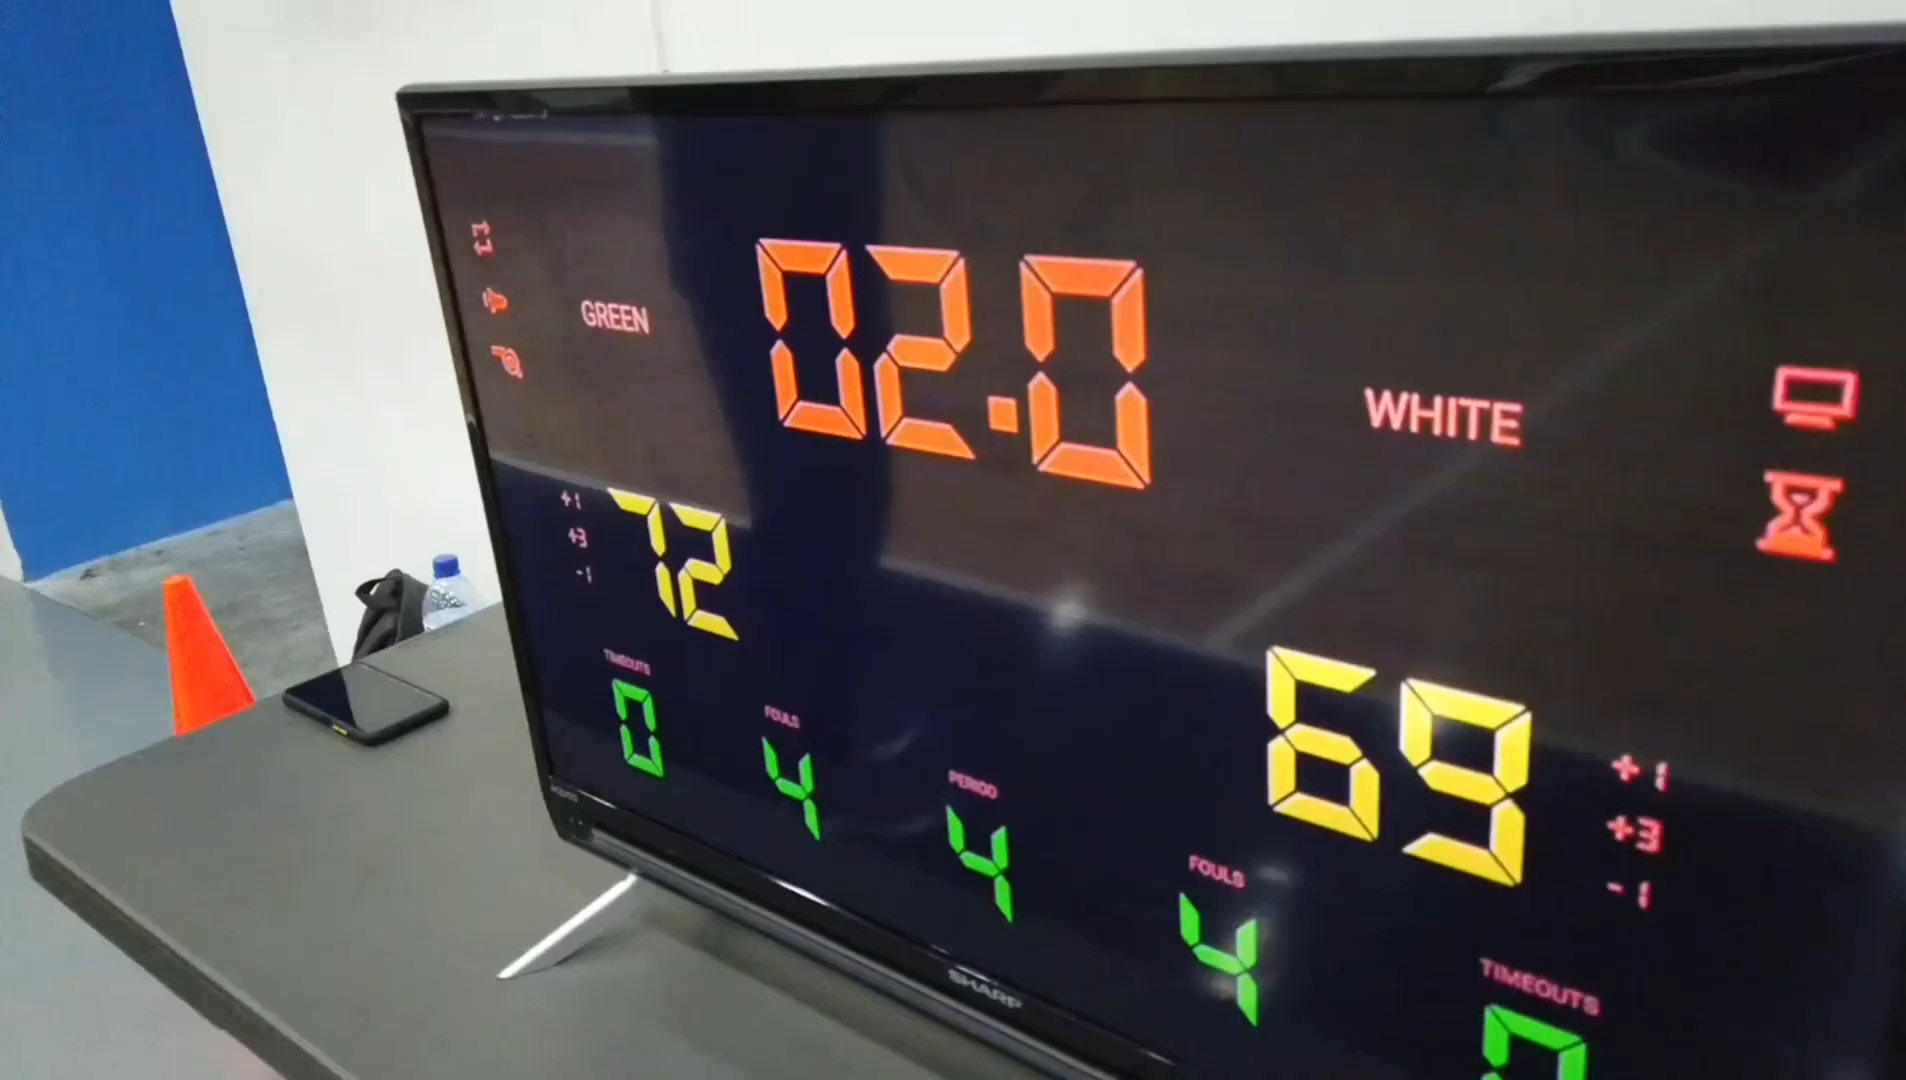 02.0
GREEN
WHITE
+1
+3
-1
72
69
+1
+3
-1
TIMEOUTS
0
FOULS
4
PERIOD
4
FOULS
4
TIMEOUTS
SHARP